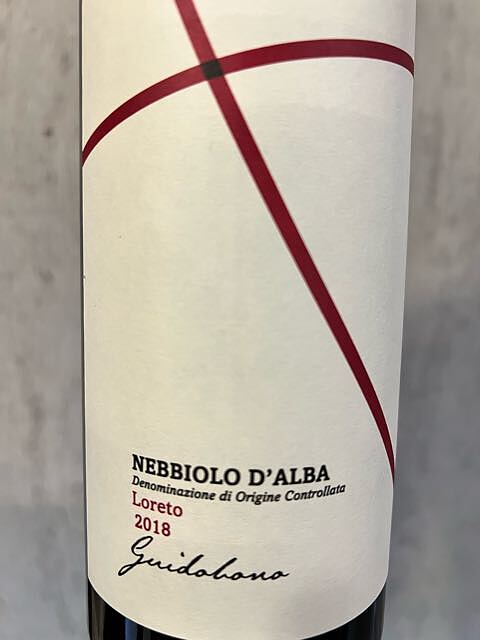 NEBBIOLO D'ALBA
Denominazione di Origine Controllata
Loreto
2018
Guidobono